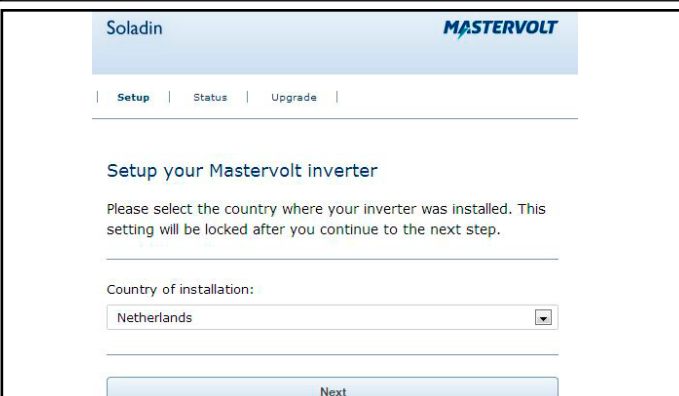 Soladin MASTERVOLT
Setup Status Upgrade
Setup your Mastervolt inverter
Please select the country where your inverter was installed. This
setting will be locked after you continue to the next step.
Country of installation:
Netherlands
Next